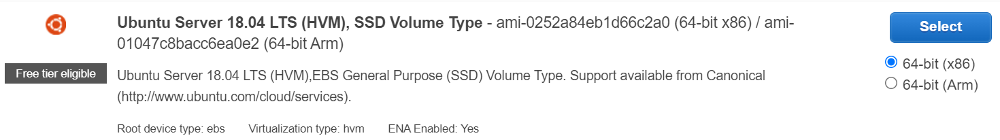 Ubuntu Server 18.04 LTS (HVM), SSD Volume Type - ami-0252a84eb1d66c2a0 (64-bit x86) / ami-
01047c8bacc6ea0e2 (64-bit Arm)
Select
Free tier eligible
Ubuntu Server 18.04 LTS (HVM),EBS General Purpose (SSD) Volume Type. Support available from Canonical
(http://www.ubuntu.com/cloud/services).
64-bit (x86)
64-bit (Arm)
Root device type: ebs Virtualization type: hvm ENA Enabled: Yes